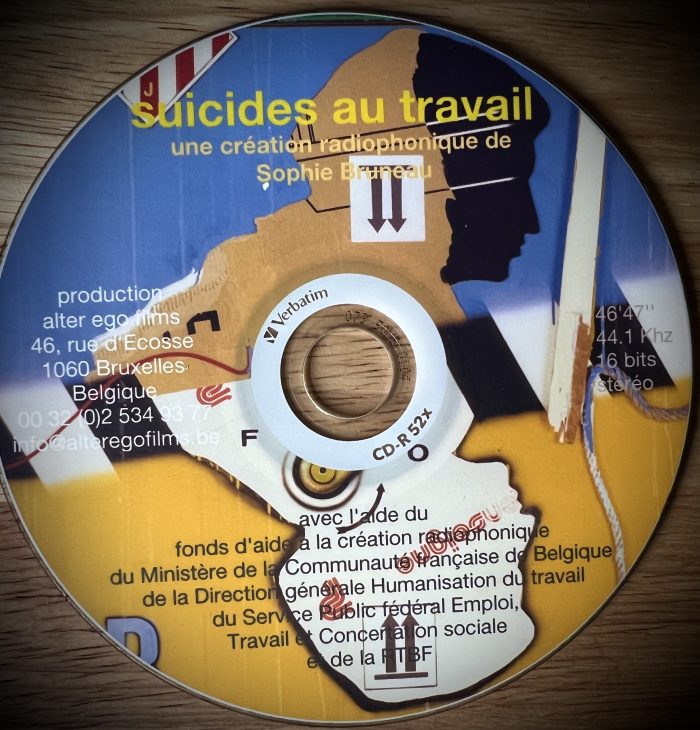 J
suicides au travail
une création radiophonique de
Sophie Bruneau
production
alter ego films
46, rue d'Ecosse
1060 Bruxelles
Belgique
00 32 (0)2 534 93 77
info@alteregofilms.be
46'47''
44.1 Khz
16 bits
stéréo
Verbatim
CD-R 52x
F
O
avec l'aide du
fonds d'aide à la création radiophonique
du Ministère de la Communauté française de Belgique
de la Direction générale Humanisation du travail
du Service Public fédéral Emploi,
Travail et Concertation sociale
et de la RTBF
D